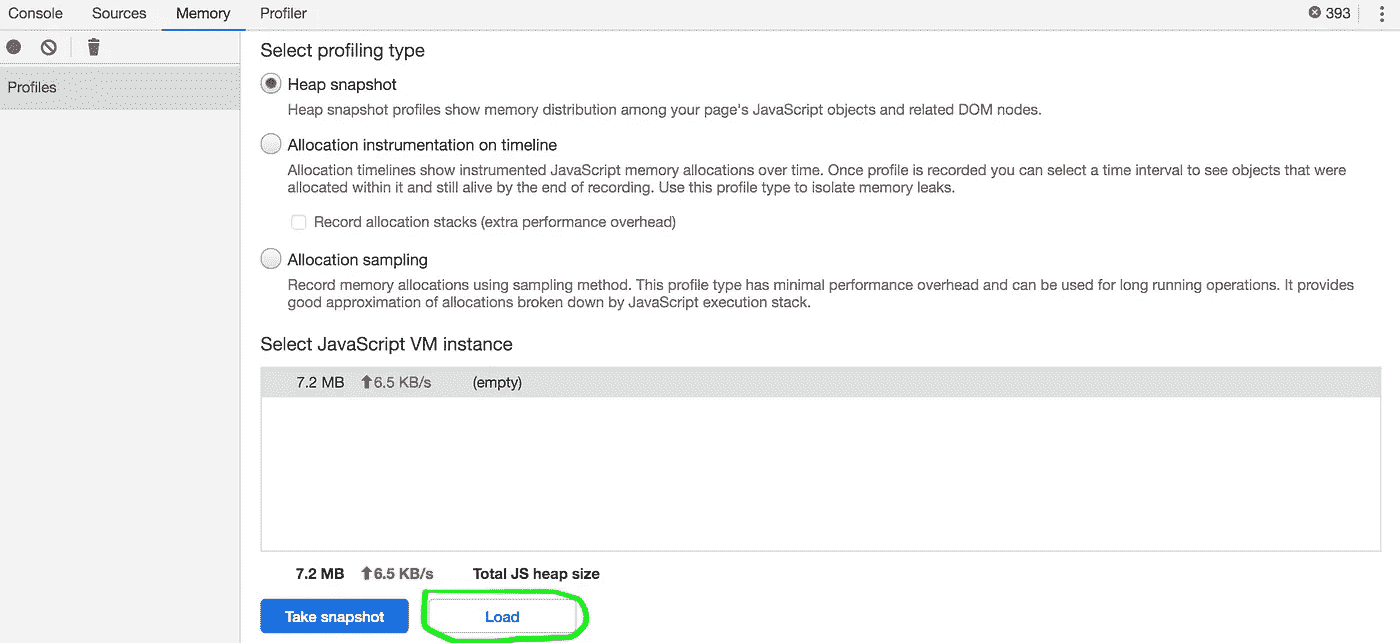 Console Sources Memory Profiler 393
Profiles
Select profiling type
Heap snapshot
Heap snapshot profiles show memory distribution among your page's JavaScript objects and related DOM nodes.
Allocation instrumentation on timeline
Allocation timelines show instrumented JavaScript memory allocations over time. Once profile is recorded you can select a time interval to see objects that were
allocated within it and still alive by the end of recording. Use this profile type to isolate memory leaks.
Record allocation stacks (extra performance overhead)
Allocation sampling
Record memory allocations using sampling method. This profile type has minimal performance overhead and can be used for long running operations. It provides
good approximation of allocations broken down by JavaScript execution stack.
Select JavaScript VM instance
7.2 MB 6.5 KB/s (empty)
7.2 MB 6.5 KB/s Total JS heap size
Take snapshot Load